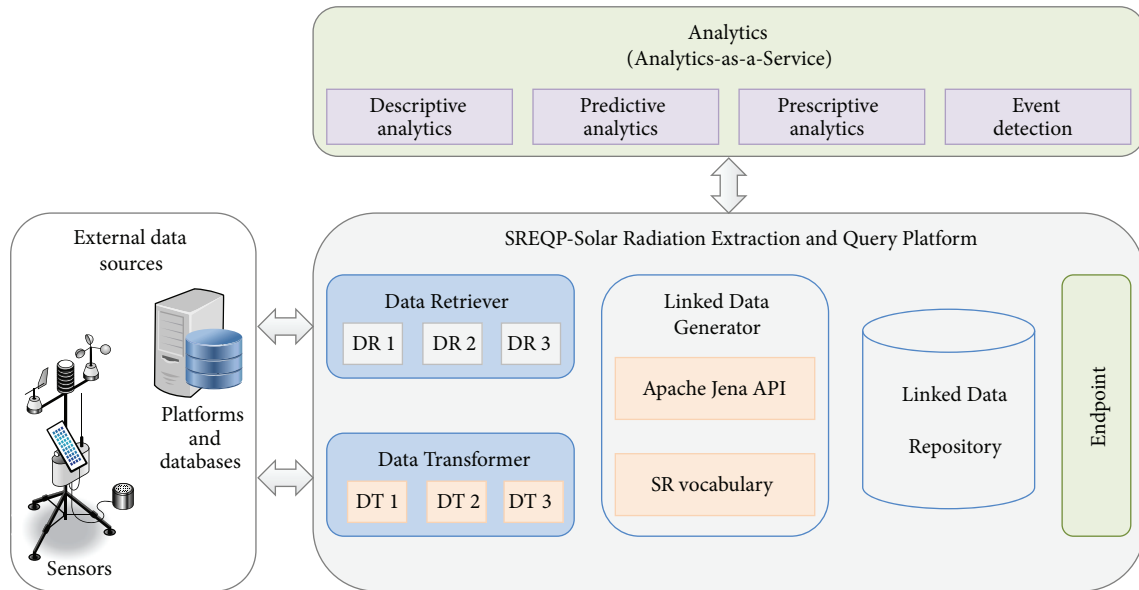 Analytics
(Analytics-as-a-Service)
Descriptive
analytics
Predictive
analytics
Prescriptive
analytics
Event
detection
External data
sources
Platforms
and
databases
Sensors
SREQP-Solar Radiation Extraction and Query Platform
Data Retriever
DR 1
DR 2
DR 3
Data Transformer
DT 1
DT 2
DT 3
Linked Data
Generator
Apache Jena API
SR vocabulary
Linked Data
Repository
Endpoint